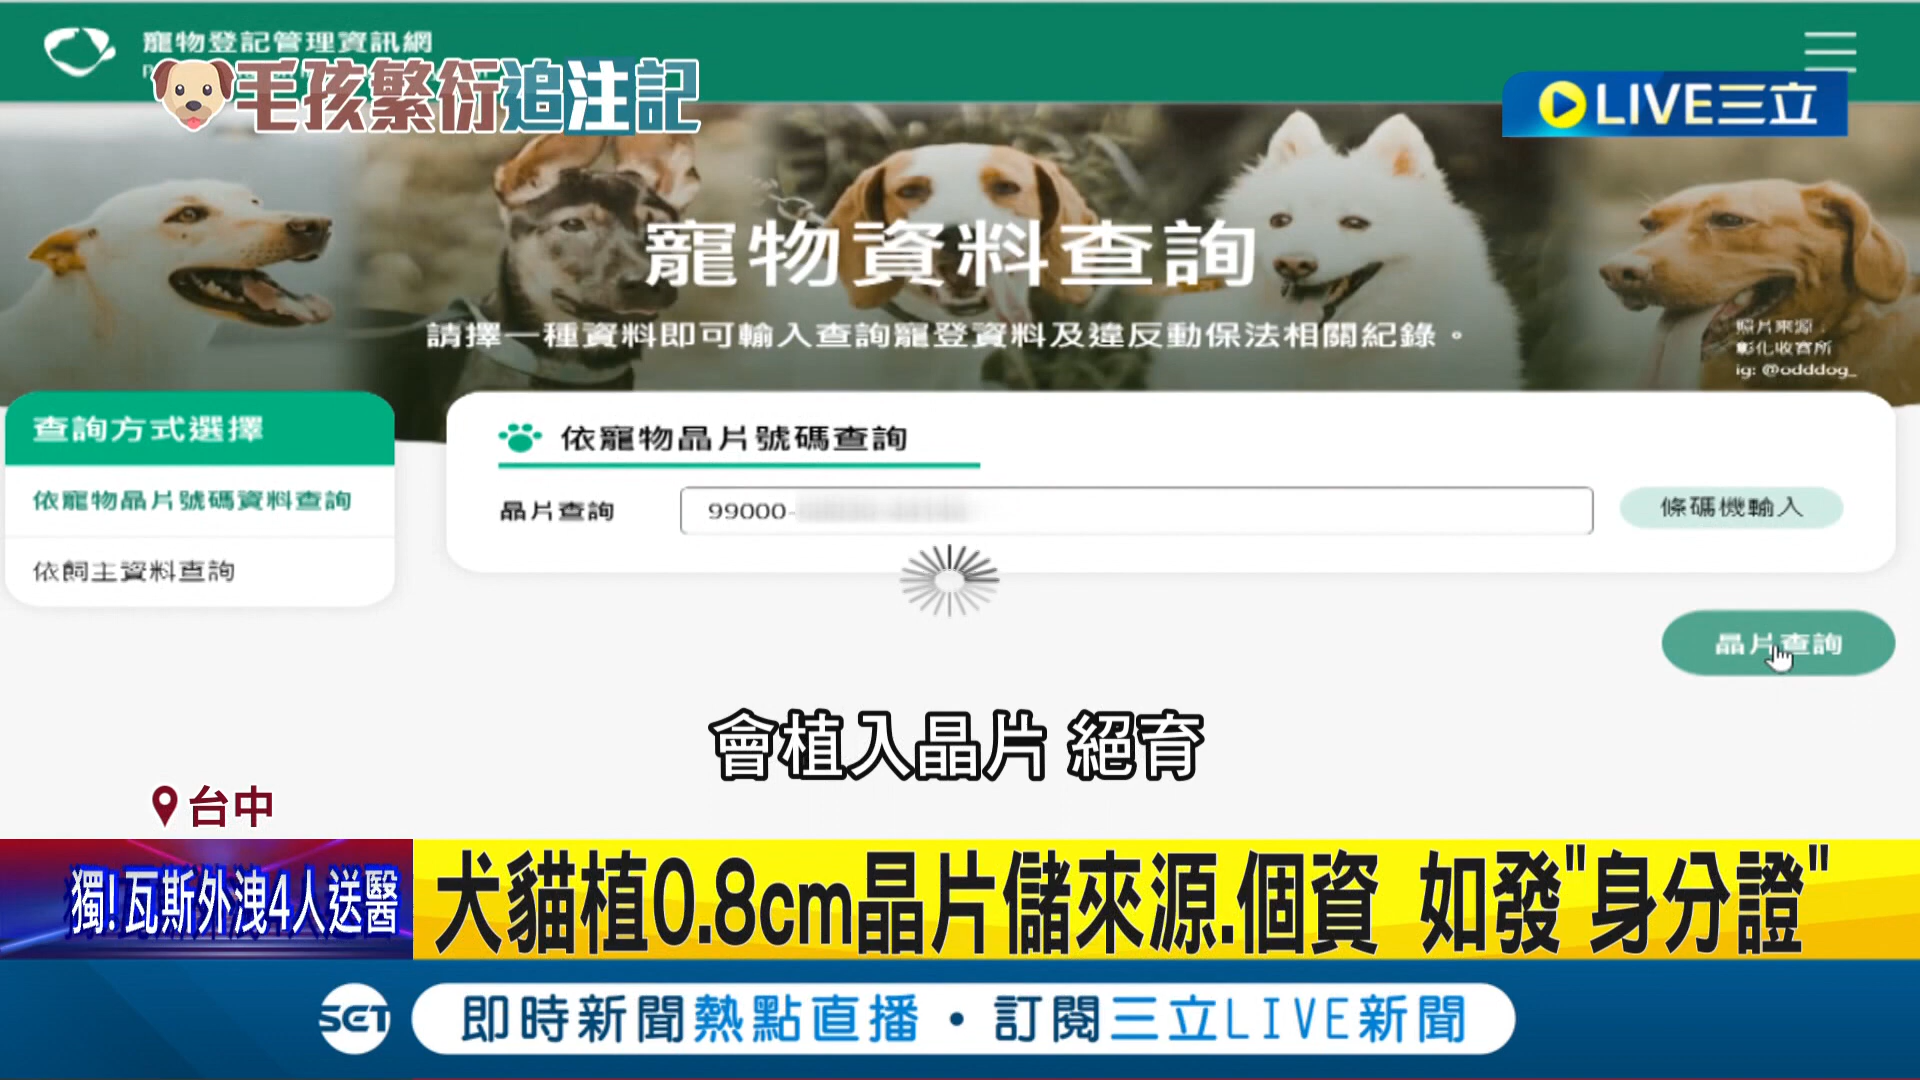 寵物登記管理資訊網
毛孩繁衍追注記
LIVE三立
寵物資料查詢
請擇一種資料即可輸入查詢寵登資料及違反動保法相關紀錄。
照片來源：
彰化收容所
ig: @odddog_
查詢方式選擇
依寵物晶片號碼資料查詢
依飼主資料查詢
依寵物晶片號碼查詢
晶片查詢
99000-
條碼機輸入
晶片查詢
會植入晶片 絕育
台中
獨!瓦斯外洩4人送醫
犬貓植0.8cm晶片儲來源.個資 如發"身分證"
SET
即時新聞熱點直播・訂閱三立LIVE新聞